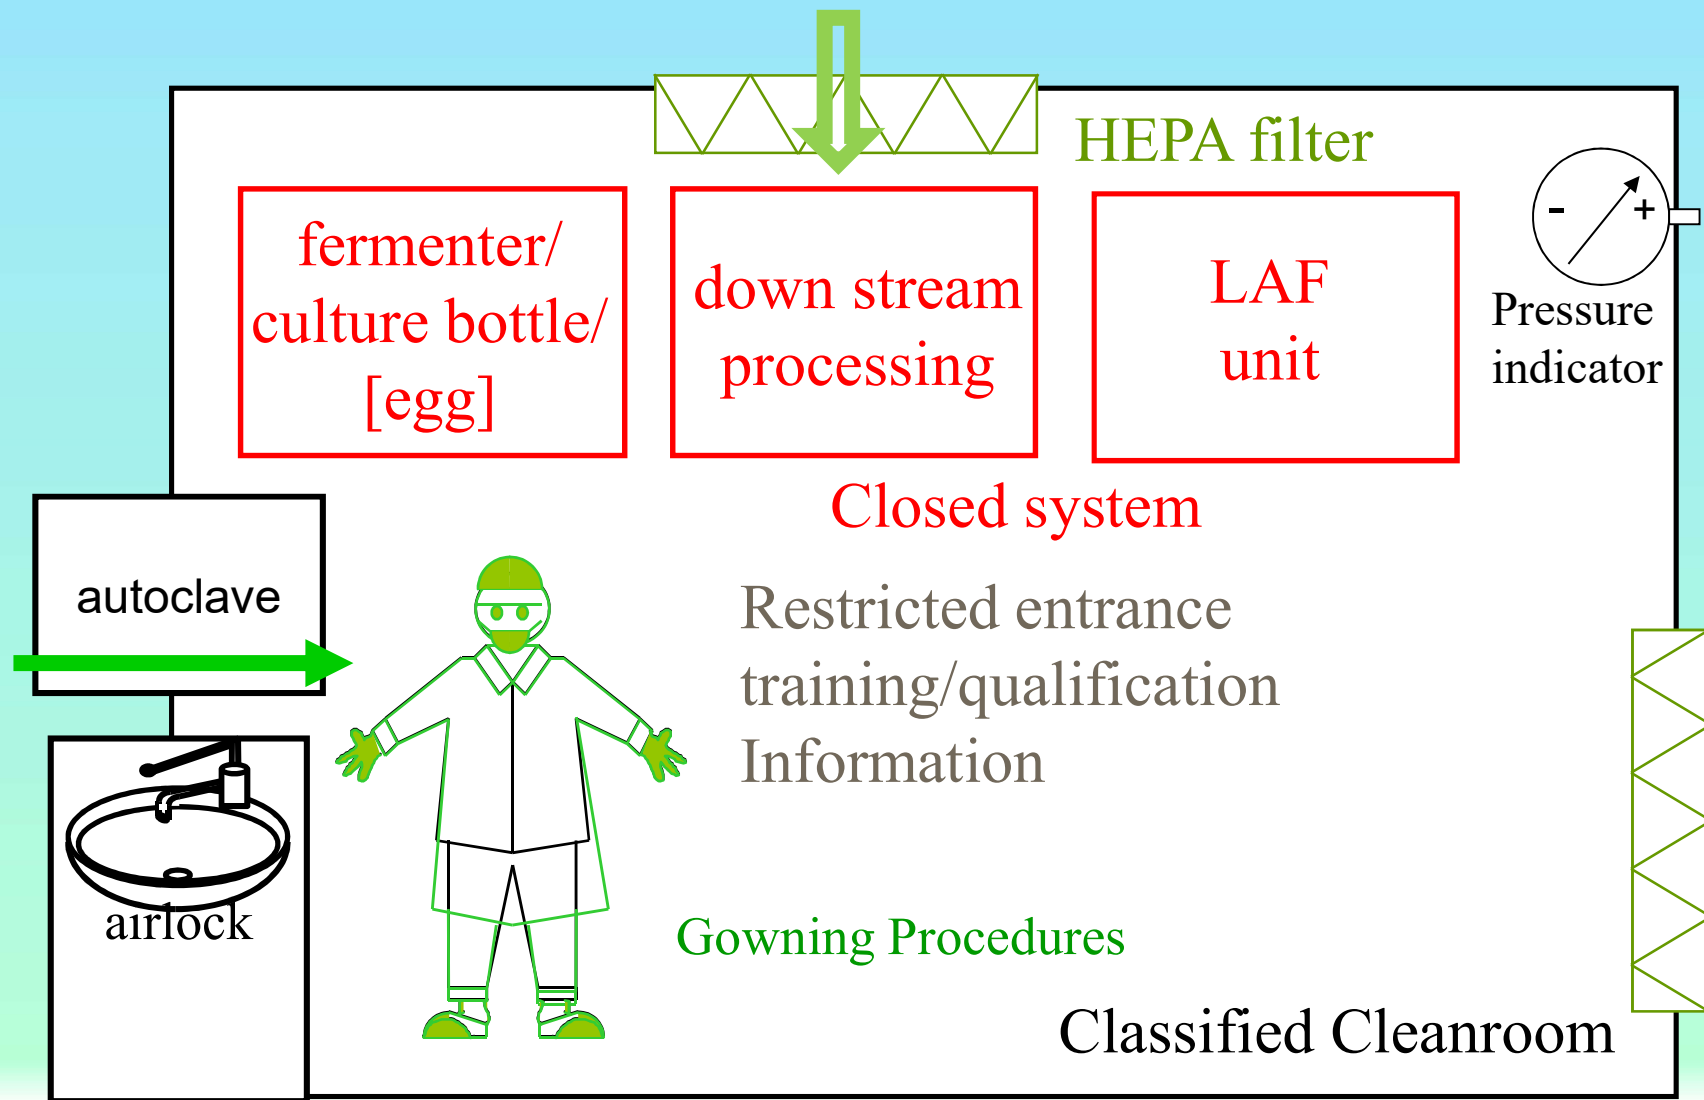 HEPA filter
fermenter/
culture bottle/
[egg]
down stream
processing
LAF
unit
- +
Pressure
indicator
Closed system
autoclave
Restricted entrance
training/qualification
Information
airlock
Gowning Procedures
Classified Cleanroom